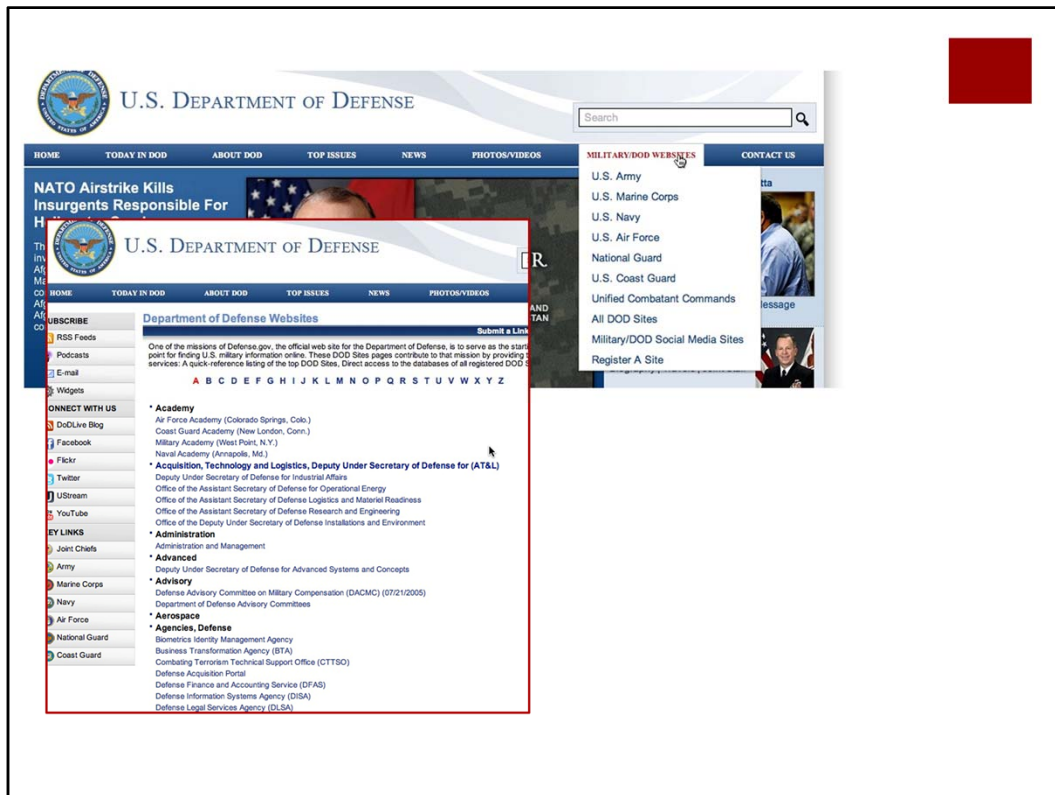 U.S. DEPARTMENT OF DEFENSE
Search
HOME TODAY IN DOD ABOUT DOD TOP ISSUES NEWS PHOTOS/VIDEOS MILITARY/DOD WEBSITES CONTACT US
NATO Airstrike Kills
Insurgents Responsible For
U.S. Army
U.S. Marine Corps
U.S. Navy
U.S. Air Force
National Guard
U.S. Coast Guard
Unified Combatant Commands
All DOD Sites
Military/DOD Social Media Sites
Register A Site
U.S. DEPARTMENT OF DEFENSE
HOME TODAY IN DOD ABOUT DOD TOP ISSUES NEWS PHOTOS/VIDEOS
RSS Feeds
Podcasts
E-mail
Widgets
WITH US
DoDLive Blog
Facebook
Flickr
Twitter
UStream
YouTube
LINKS
Joint Chiefs
Army
Marine Corps
Navy
Air Force
National Guard
Coast Guard
Department of Defense Websites
Submit a Link
One of the missions of Defense.gov, the official web site for the Department of Defense, is to serve as the
point for finding U.S. military information online. These DOD Sites pages contribute to that mission by providing
services: A quick-reference listing of the top DOD Sites, Direct access to the databases of all registered DOD
A B C D E F G H I J K L M N O P Q R S T U V W X Y Z
* Academy
Air Force Academy (Colorado Springs, Colo.)
Coast Guard Academy (New London, Conn.)
Military Academy (West Point, N.Y.)
Naval Academy (Annapolis, Md.)
* Acquisition, Technology and Logistics, Deputy Under Secretary of Defense for (AT&L)
Deputy Under Secretary of Defense for Industrial Affairs
Office of the Assistant Secretary of Defense for Operational Energy
Office of the Assistant Secretary of Defense Logistics and Materiel Readiness
Office of the Assistant Secretary of Defense Research and Engineering
Office of the Deputy Under Secretary of Defense Installations and Environment
* Administration
Administration and Management
* Advanced
Deputy Under Secretary of Defense for Advanced Systems and Concepts
* Advisory
Defense Advisory Committee on Military Compensation (DACMC) (07/21/2005)
Department of Defense Advisory Committees
* Aerospace
* Agencies, Defense
Biometrics Identity Management Agency
Business Transformation Agency (BTA)
Combating Terrorism Technical Support Office (CTTSO)
Defense Acquisition Portal
Defense Finance and Accounting Service (DFAS)
Defense Information Systems Agency (DISA)
Defense Legal Services Agency (DLSA)